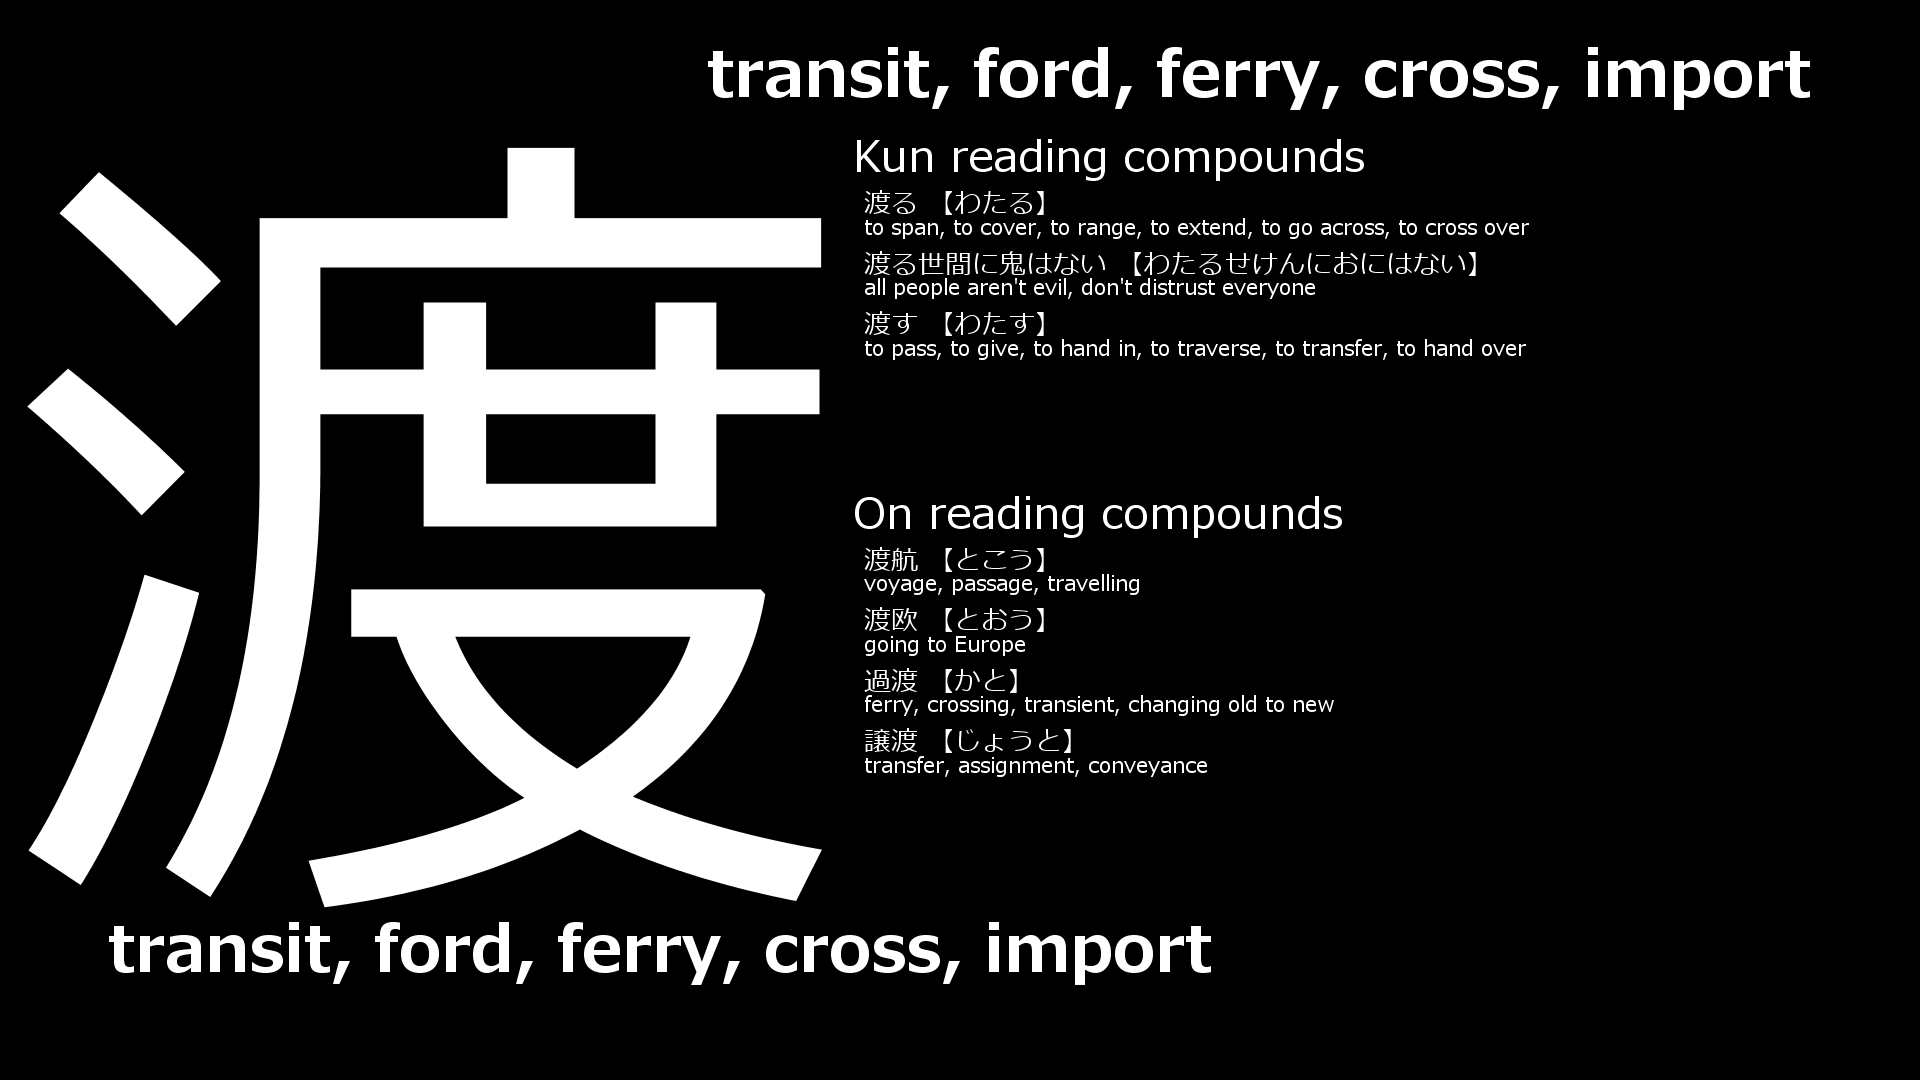 transit, ford, ferry, cross, import
渡
Kun reading compounds
渡る 【わたる】
to span, to cover, to range, to extend, to go across, to cross over
渡る世間に鬼はない 【わたるせけんにおにはない】
all people aren't evil, don't distrust everyone
渡す 【わたす】
to pass, to give, to hand in, to traverse, to transfer, to hand over
On reading compounds
渡航 【とこう】
voyage, passage, travelling
渡欧 【とおう】
going to Europe
過渡 【かと】
ferry, crossing, transient, changing old to new
譲渡 【じょうと】
transfer, assignment, conveyance
transit, ford, ferry, cross, import